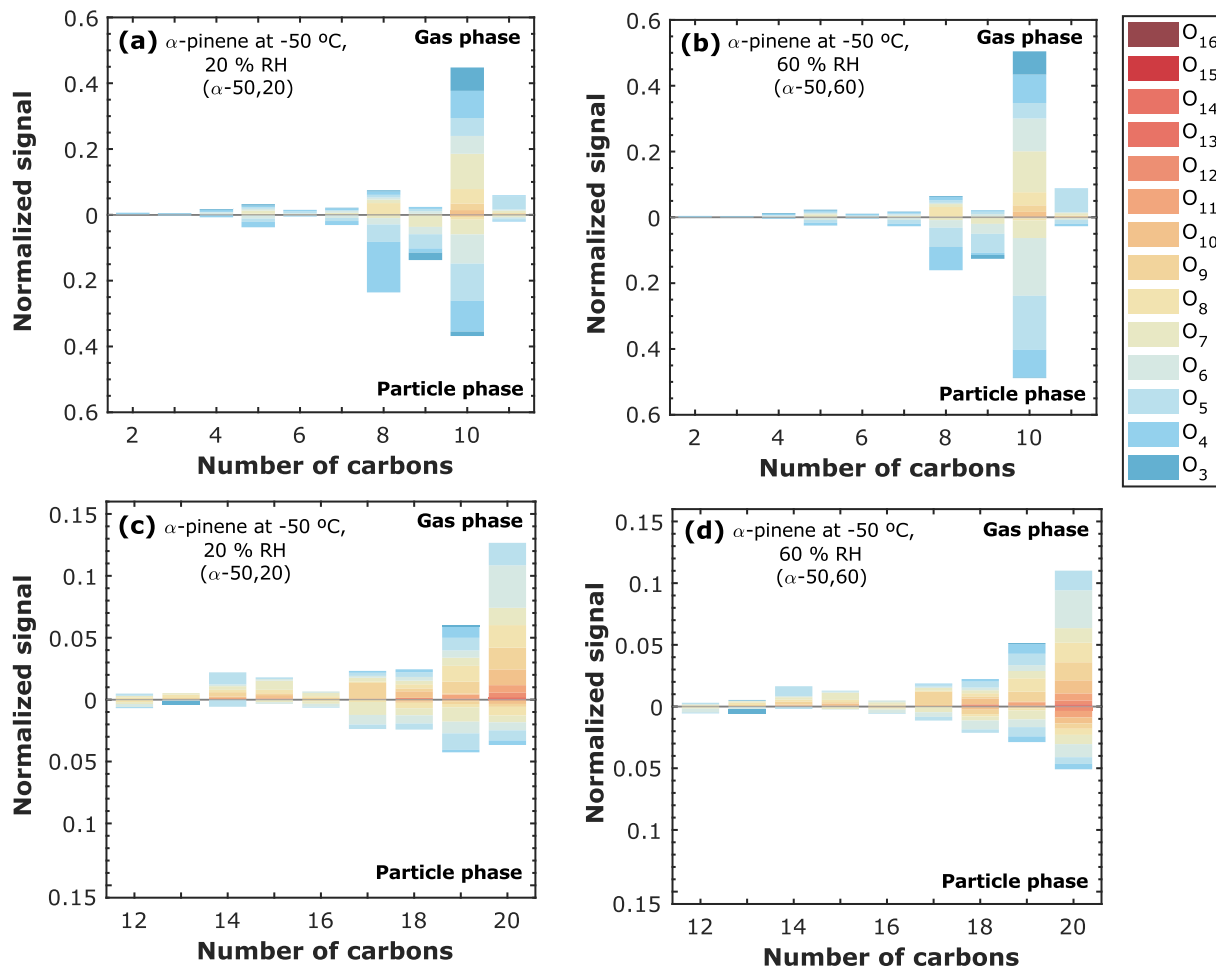 (a) α-pinene at -50 ºC,
20 % RH
(α-50,20)
Gas phase
Particle phase
Normalized signal
0.6
0.4
0.2
0
0.2
0.4
0.6
2 4 6 8 10
Number of carbons
(b) α-pinene at -50 ºC,
60 % RH
(α-50,60)
Gas phase
Particle phase
Normalized signal
0.6
0.4
0.2
0
0.2
0.4
0.6
2 4 6 8 10
Number of carbons
O16
O15
O14
O13
O12
O11
O10
O9
O8
O7
O6
O5
O4
O3
(c) α-pinene at -50 ºC,
20 % RH
(α-50,20)
Gas phase
Particle phase
Normalized signal
0.15
0.1
0.05
0
0.05
0.1
0.15
12 14 16 18 20
Number of carbons
(d) α-pinene at -50 ºC,
60 % RH
(α-50,60)
Gas phase
Particle phase
Normalized signal
0.15
0.1
0.05
0
0.05
0.1
0.15
12 14 16 18 20
Number of carbons